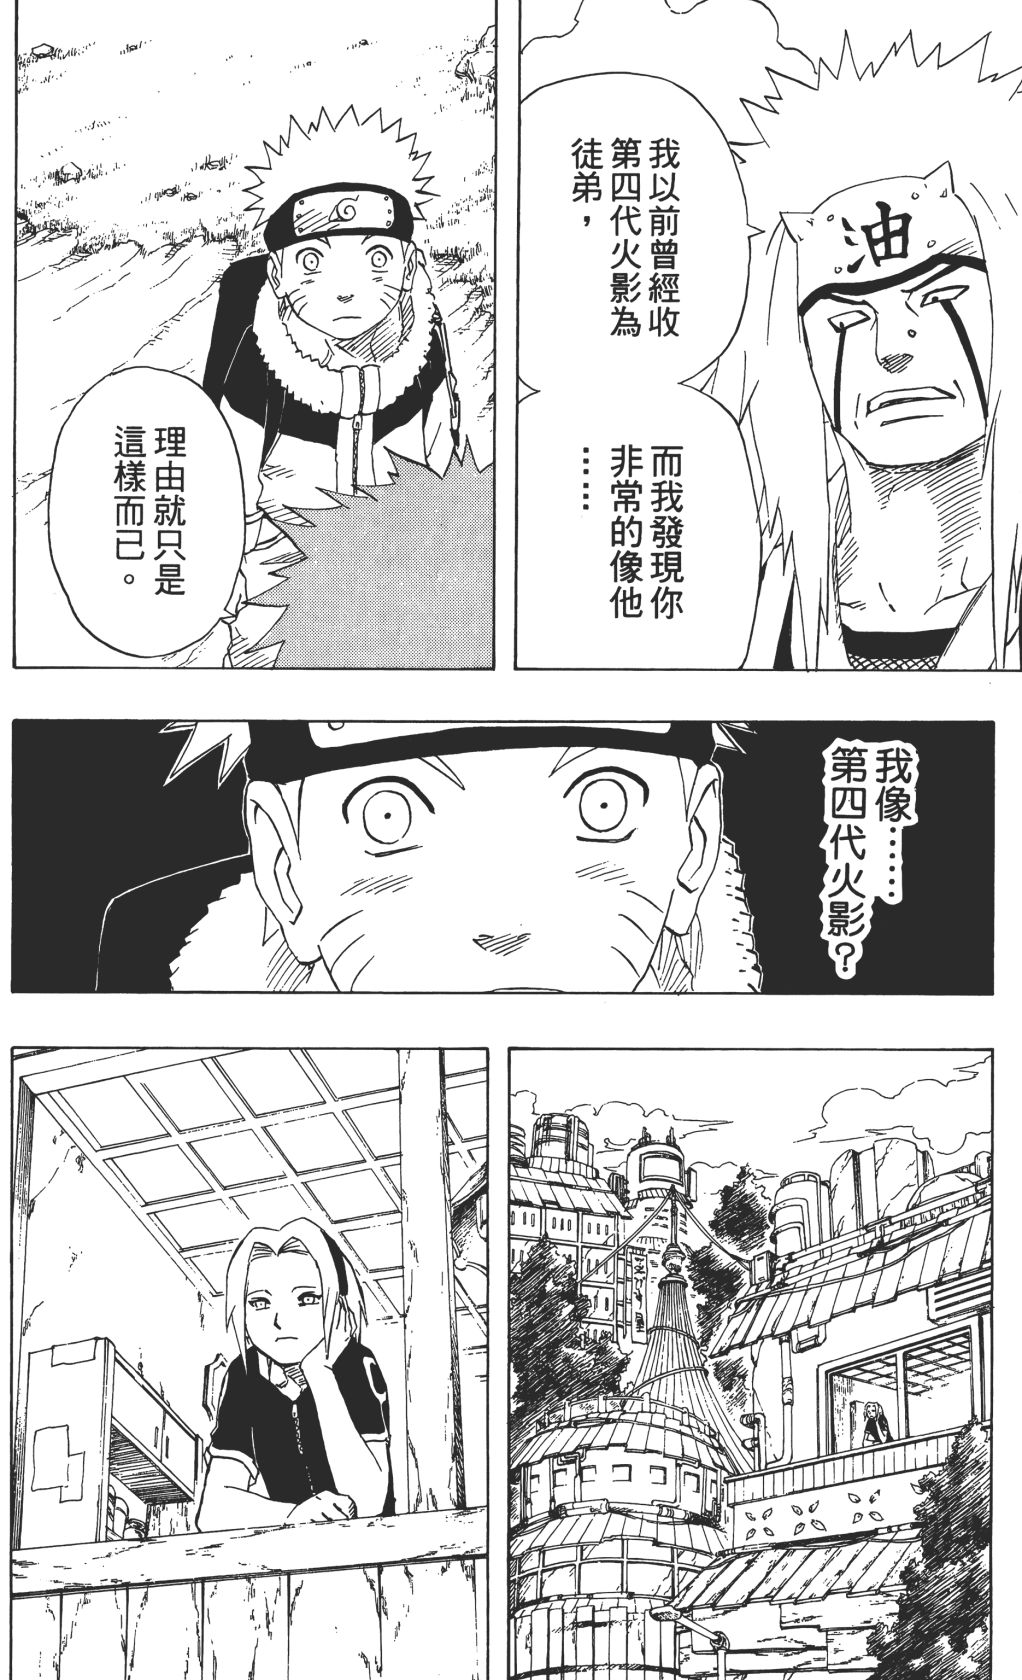 我以前曾經收
第四代火影為
徒弟，
而我發現你
非常的像他
……
油
理由就只是
這樣而已。
我像……
第四代火影？